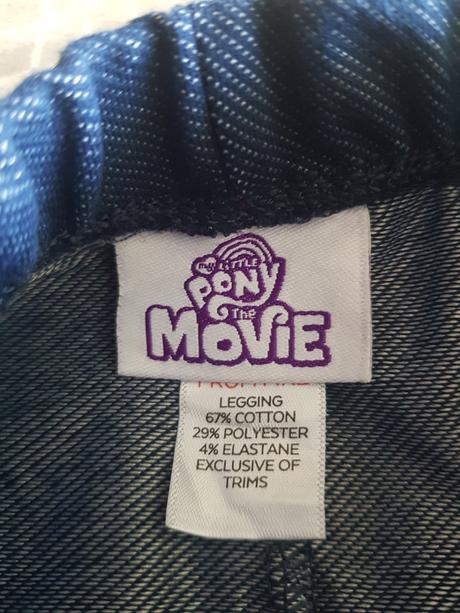 my LiTTLE
PONY
The
MOViE
LEGGING
67% COTTON
29% POLYESTER
4% ELASTANE
EXCLUSIVE OF
TRIMS